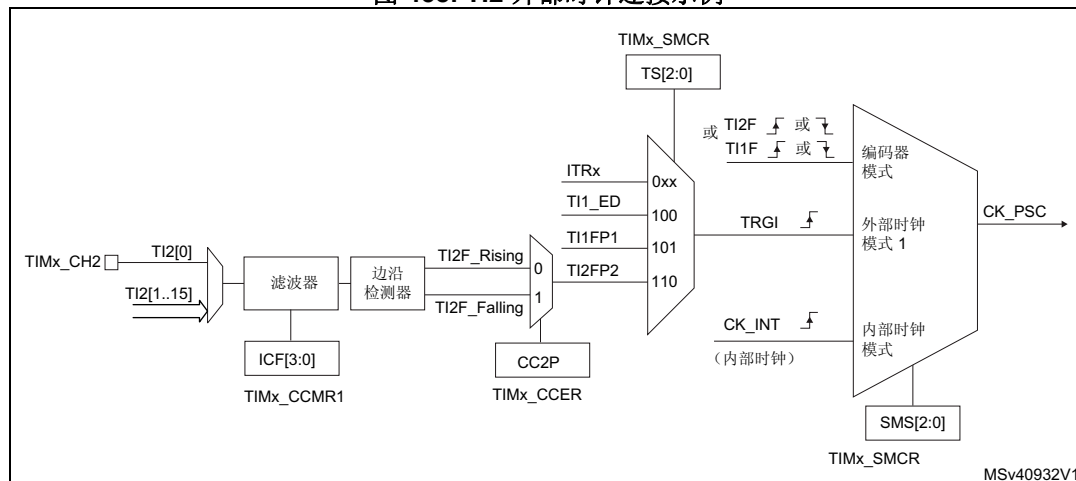 TIMx_SMCR
TS[2:0]
或 TI2F 或
TI1F 或
编码器
模式
ITRx
0xx
TI1_ED
100
TI1FP1
101
TI2FP2
110
TRGI
外部时钟
模式 1
CK_PSC
TIMx_CH2
TI2[0]
TI2[1..15]
滤波器
边沿
检测器
TI2F_Rising
0
TI2F_Falling
1
CK_INT
(内部时钟)
内部时钟
模式
ICF[3:0]
TIMx_CCMR1
CC2P
TIMx_CCER
SMS[2:0]
TIMx_SMCR
MSv40932V1